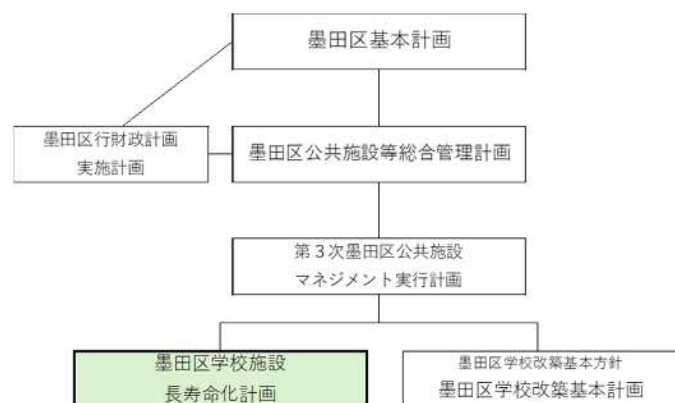 墨田区基本計画
墨田区行財政計画
実施計画
墨田区公共施設等総合管理計画
第3次墨田区公共施設
マネジメント実行計画
墨田区学校施設
長寿命化計画
墨田区学校改築基本方針
墨田区学校改築基本計画